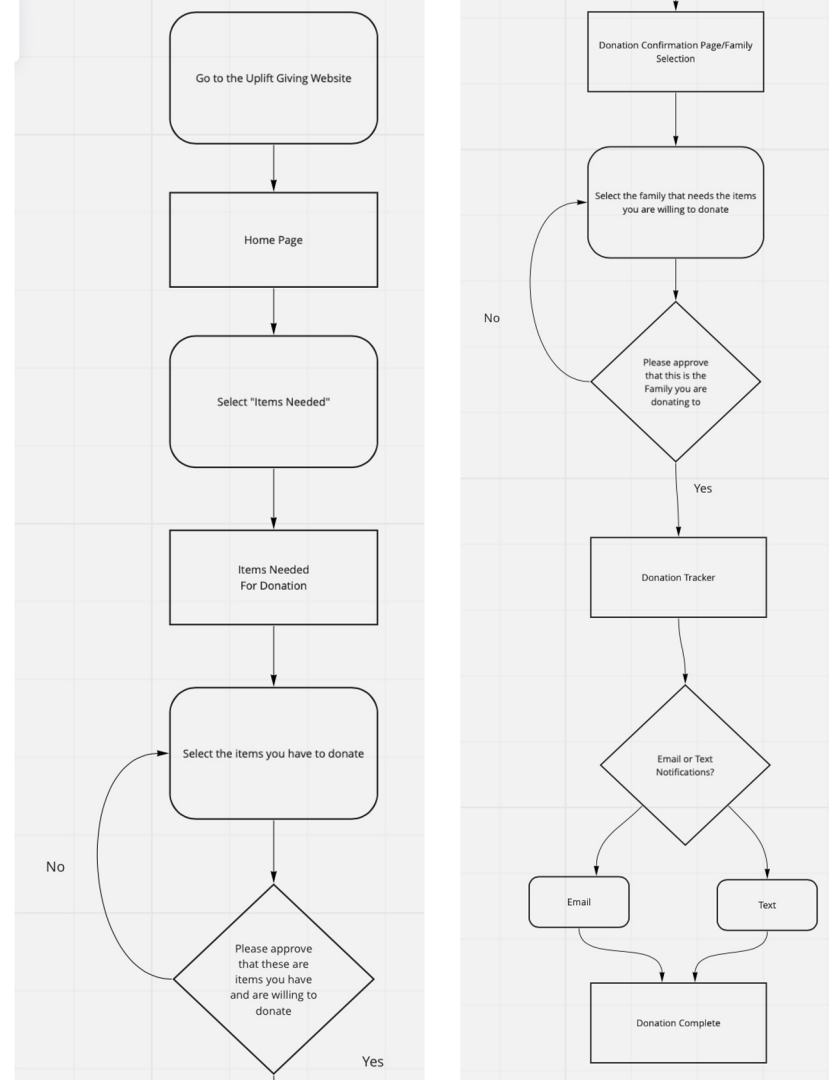 Go to the Uplift Giving Website
Home Page
Select "Items Needed"
Items Needed
For Donation
Select the items you have to donate
No
Please approve
that these are
items you have
and are willing to
donate
Yes
Donation Confirmation Page/Family
Selection
Select the family that needs the items
you are willing to donate
No
Please approve
that this is the
Family you are
donating to
Yes
Donation Tracker
Email or Text
Notifications?
Email
Text
Donation Complete